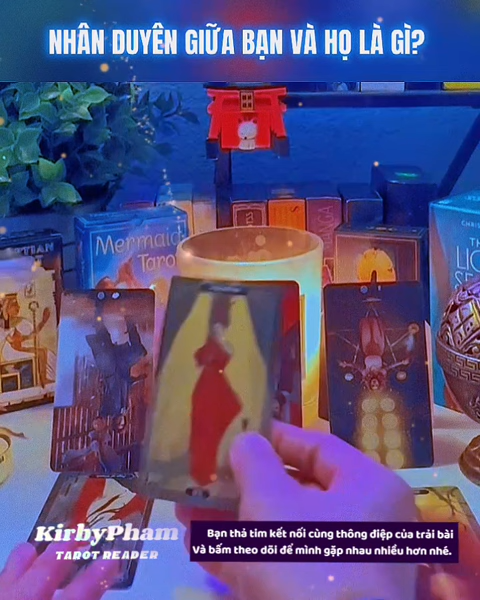 NHÂN DUYÊN GIỮA BẠN VÀ HỌ LÀ GÌ?
Mermaid
Tarot
KirbyPham
TAROT READER
Bạn thả tim kết nối cùng thông điệp của trải bài
Và bấm theo dõi để mình gặp nhau nhiều hơn nhé.